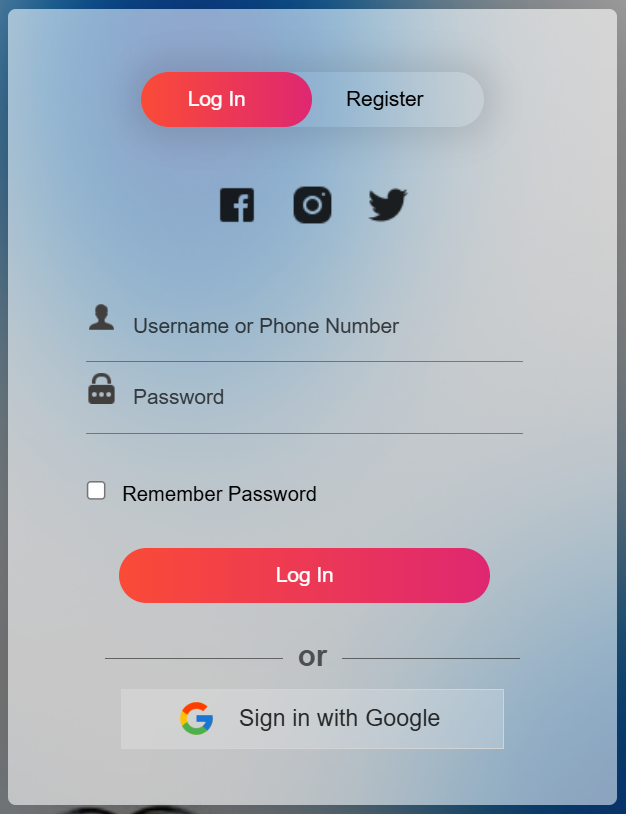 Log In Register
Username or Phone Number
Password
Remember Password
Log In
or
Sign in with Google